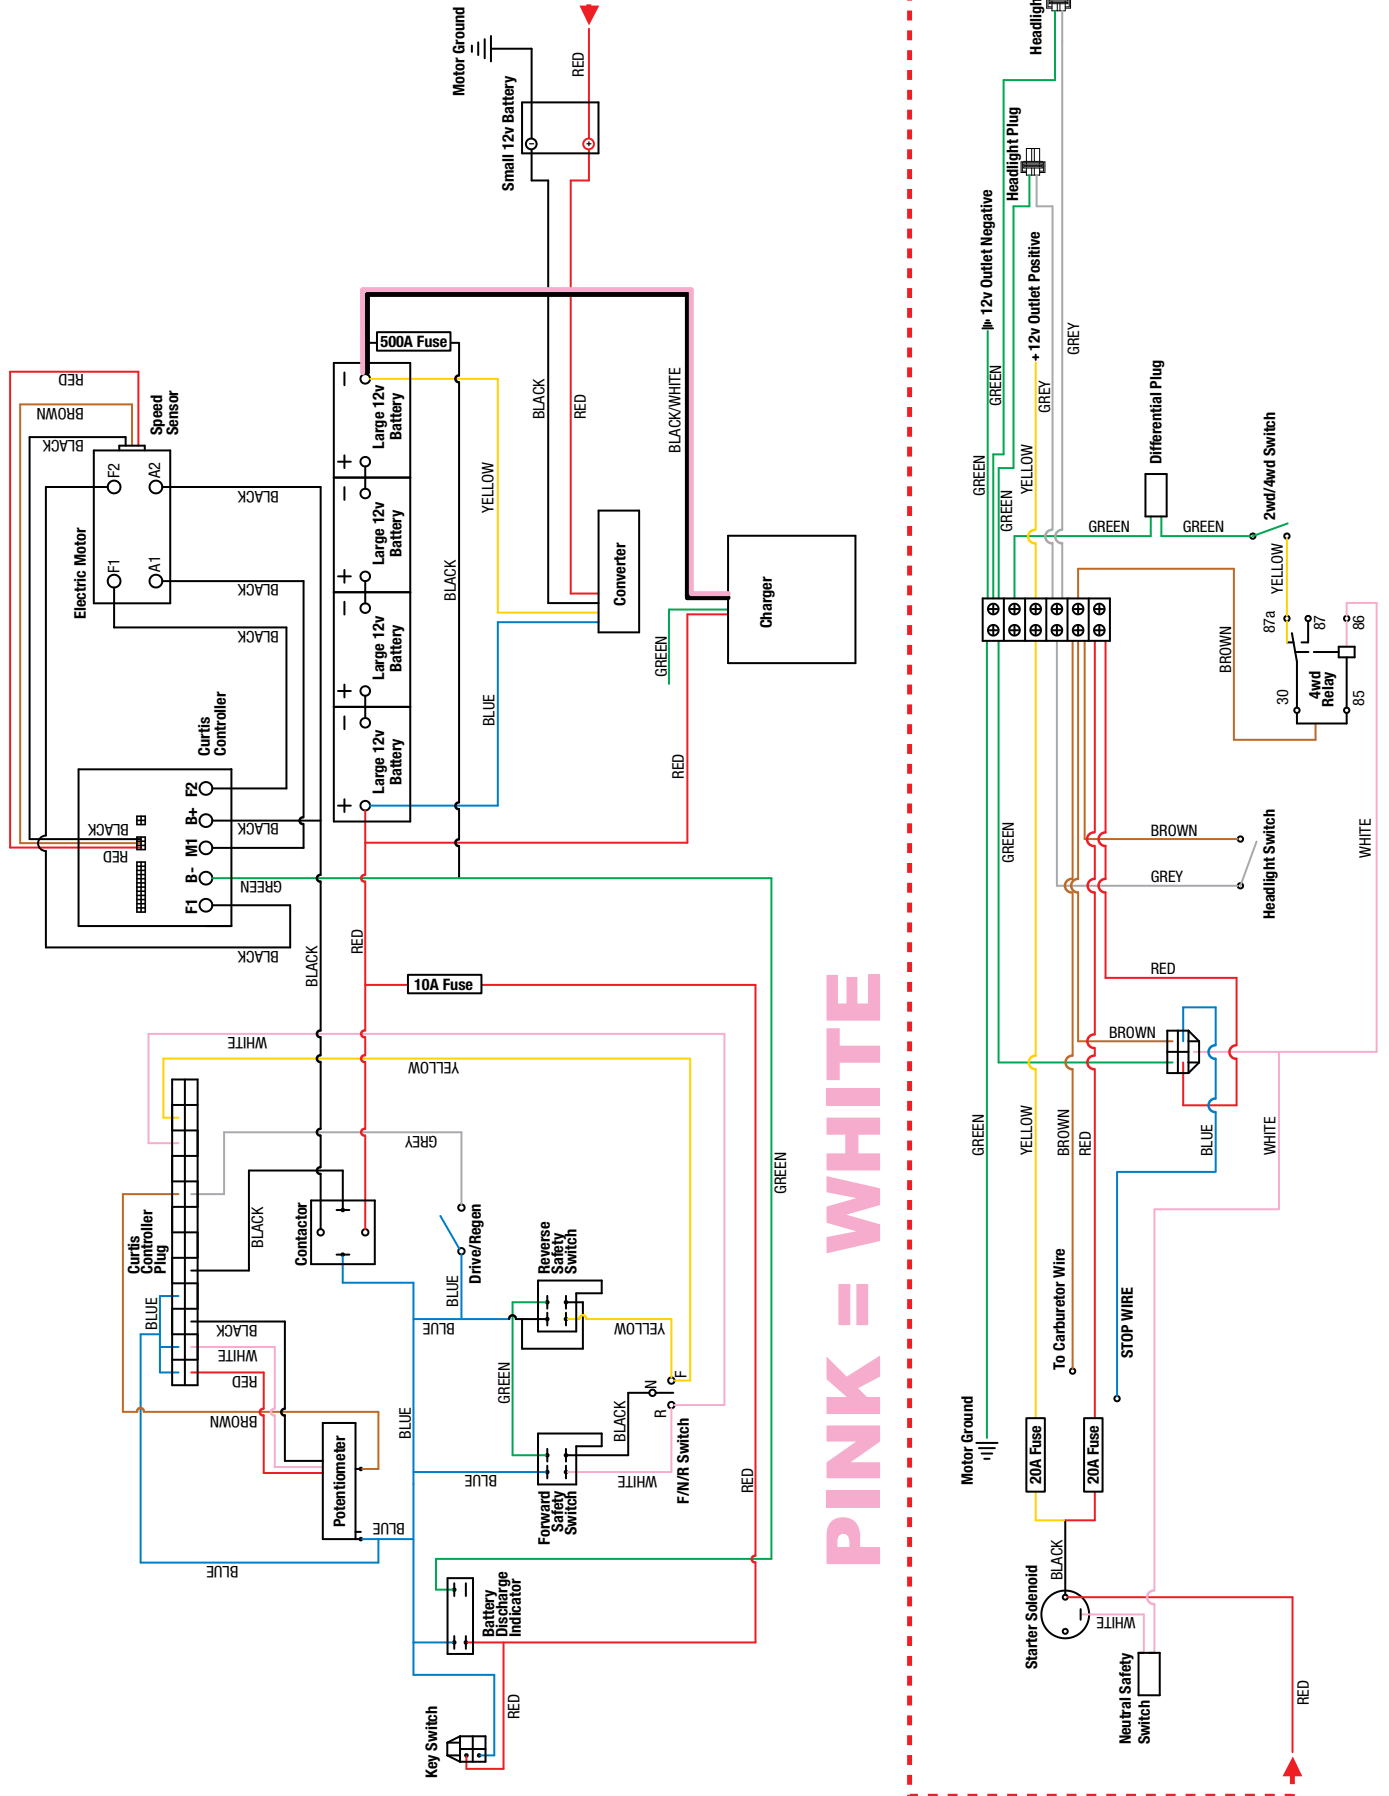 Motor Ground
Small 12v Battery
RED
RED
BROWN
BLACK
Speed
Sensor
F2
A2
Electric Motor
F1
A1
BLACK
BLACK
BLACK
Curtis
Controller
F2
B+
M1
B-
F1
BLACK
RED
BLACK
GREEN
BLACK
500A Fuse
Large 12v
Battery
Large 12v
Battery
Large 12v
Battery
Large 12v
Battery
BLACK
RED
BLACK/WHITE
YELLOW
BLACK
BLUE
Converter
Charger
GREEN
RED
BLACK
RED
10A Fuse
WHITE
YELLOW
GREY
Curtis
Controller
Plug
BLUE
BLACK
Contactor
BLACK
WHITE
RED
BROWN
Potentiometer
BLUE
BLUE
BLUE
BLUE
BLUE
Drive/Regen
Reverse
Safety
Switch
YELLOW
GREEN
BLACK
R
N
F
F/N/R Switch
WHITE
BLUE
Forward
Safety
Switch
GREEN
RED
Battery
Discharge
Indicator
Key Switch
RED
PINK = WHITE
Headlight
Headlight Plug
12v Outlet Negative
+ 12v Outlet Positive
GREEN
GREEN
GREEN
YELLOW
GREY
GREY
Differential Plug
GREEN
GREEN
2wd/4wd Switch
YELLOW
87a
87
86
30
85
4wd
Relay
BROWN
WHITE
GREEN
BROWN
GREY
Headlight Switch
RED
BROWN
GREEN
YELLOW
BROWN
RED
BLUE
WHITE
To Carburetor Wire
STOP WIRE
Motor Ground
20A Fuse
20A Fuse
BLACK
Starter Solenoid
WHITE
Neutral Safety
Switch
RED